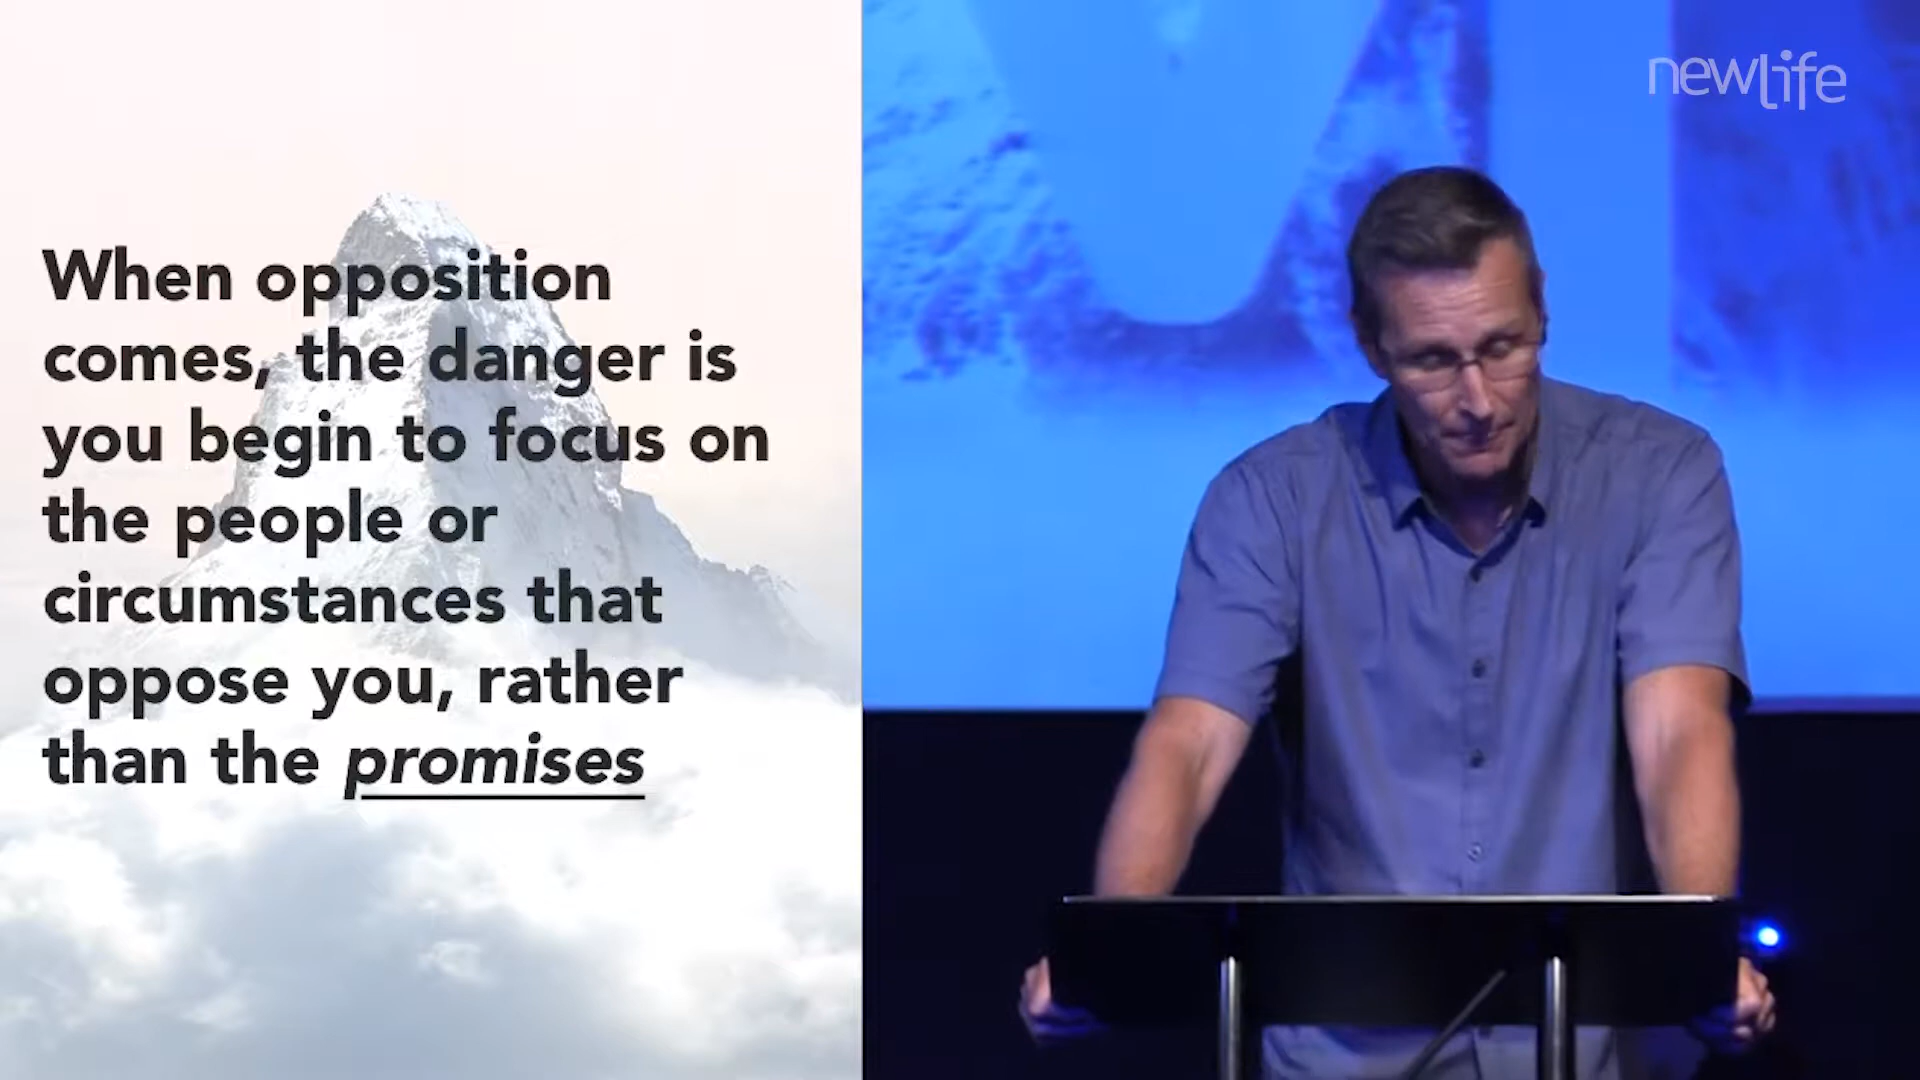 newlife
When opposition
comes, the danger is
you begin to focus on
the people or
circumstances that
oppose you, rather
than the promises